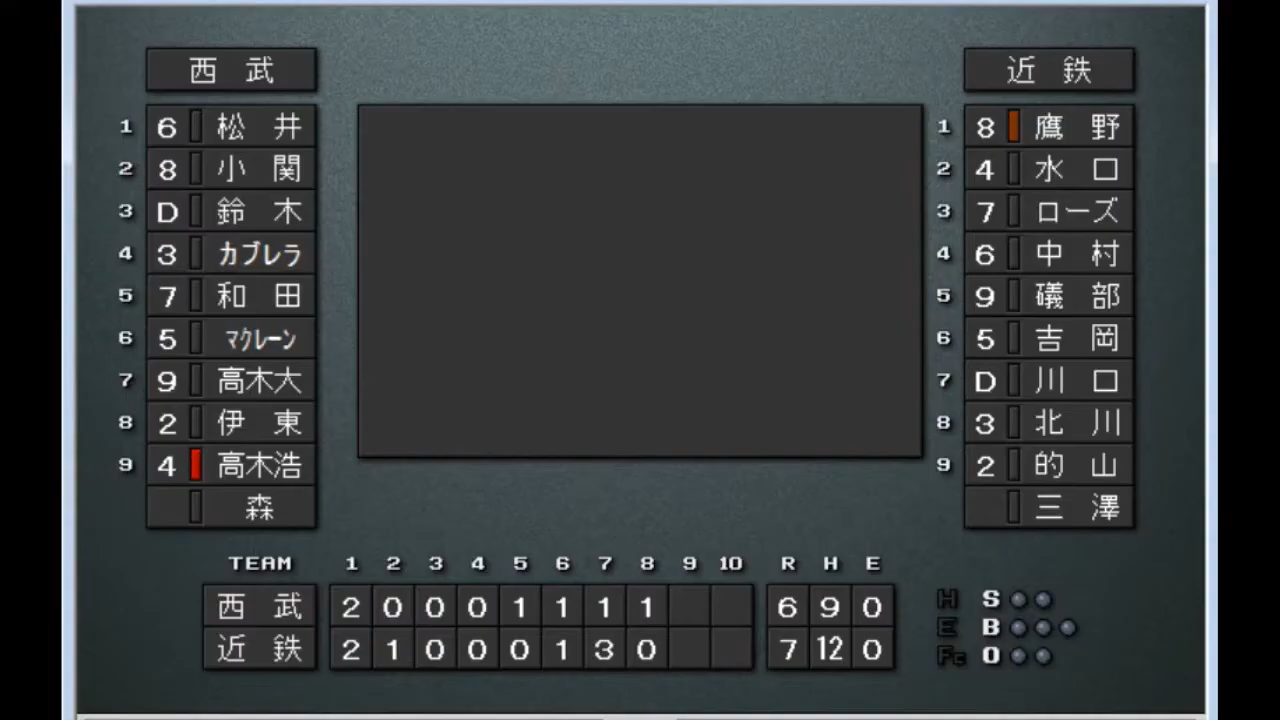 西 武
1 6 松 井
2 8 小 関
3 D 鈴 木
4 3 カブレラ
5 7 和 田
6 5 マクレーン
7 9 高木大
8 2 伊 東
9 4 高木浩
森
近 鉄
1 8 鷹 野
2 4 水 口
3 7 ローズ
4 6 中 村
5 9 礒 部
6 5 吉 岡
7 D 川 口
8 3 北 川
9 2 的 山
三 澤
TEAM 1 2 3 4 5 6 7 8 9 10 R H E
西 武 2 0 0 0 1 1 1 1 6 9 0
近 鉄 2 1 0 0 0 1 3 0 7 12 0
H S
E B
Fc O